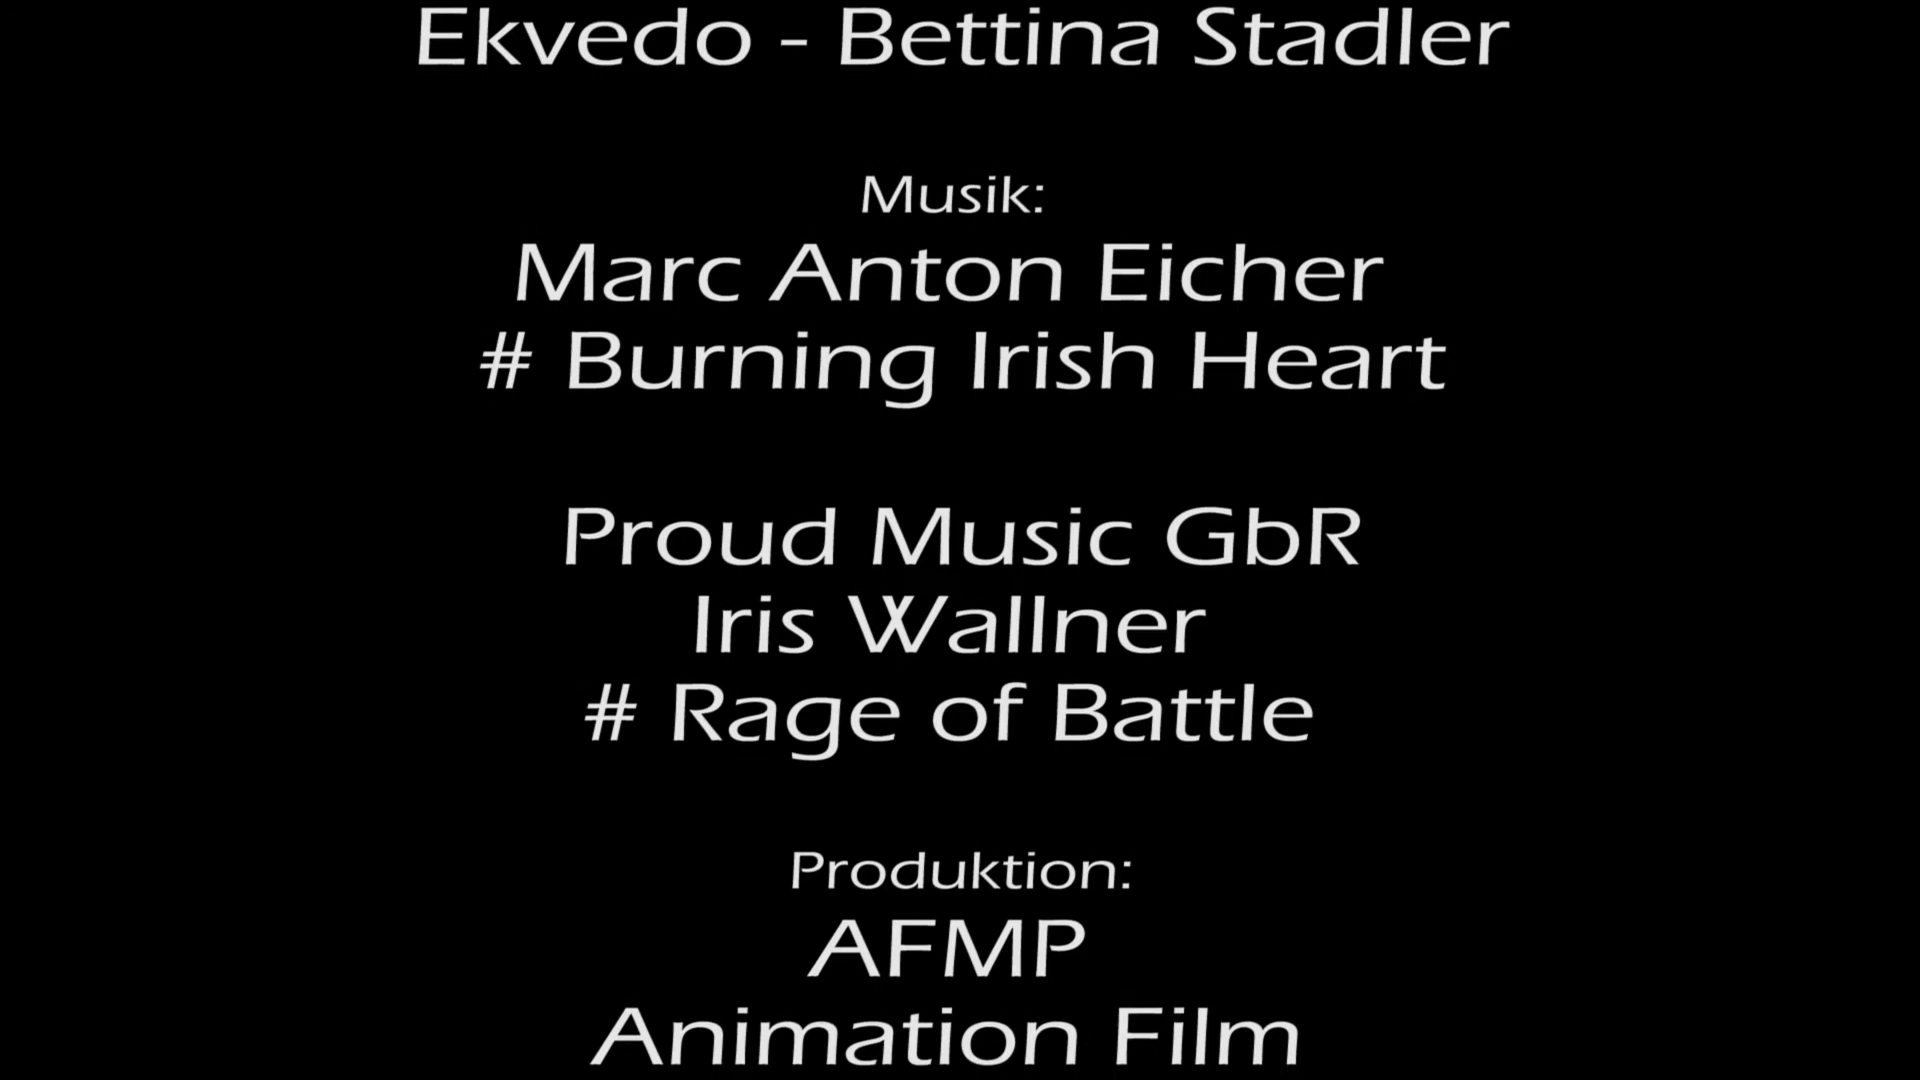 Ekvedo - Bettina Stadler
Musik:
Marc Anton Eicher
# Burning Irish Heart
Proud Music GbR
Iris Wallner
# Rage of Battle
Produktion:
AFMP
Animation Film